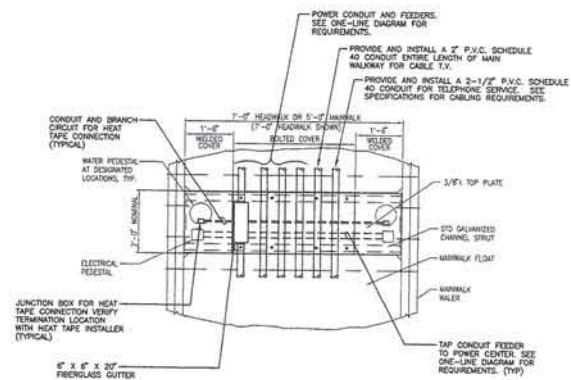 POWER CONDUIT AND FEEDERS.
SEE ONE-LINE DIAGRAM FOR
REQUIREMENTS.
PROVIDE AND INSTALL A 2" P.V.C. SCHEDULE
40 CONDUIT ENTIRE LENGTH OF MAIN
WALKWAY FOR CABLE T.V.
PROVIDE AND INSTALL A 2-1/2" P.V.C. SCHEDULE
40 CONDUIT FOR TELEPHONE SERVICE. SEE
SPECIFICATIONS FOR CABLING REQUIREMENTS.
7'-0" HEADWALK OR 5'-0" MAINWALK
(7'-0" HEADWALK SHOWN)
CONDUIT AND BRANCH
CIRCUIT FOR HEAT
TAPE CONNECTION
(TYPICAL)
1'-6"
WELDED
COVER
BOLTED COVER
1'-6"
WELDED
COVER
WATER PEDESTAL
AT DESIGNATED
LOCATIONS, TYP.
3/8"t TOP PLATE
2'-0" NOMINAL
STD GALVANIZED
CHANNEL STRUT
ELECTRICAL
PEDESTAL
MAINWALK FLOAT
MAINWALK
WALER
JUNCTION BOX FOR HEAT
TAPE CONNECTION VERIFY
TERMINATION LOCATION
WITH HEAT TAPE INSTALLER
(TYPICAL)
TAP CONDUIT FEEDER
TO POWER CENTER. SEE
ONE-LINE DIAGRAM FOR
REQUIREMENTS. (TYP)
6" X 6" X 20"
FIBERGLASS GUTTER